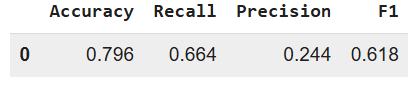 Accuracy Recall Precision F1
0 0.796 0.664 0.244 0.618